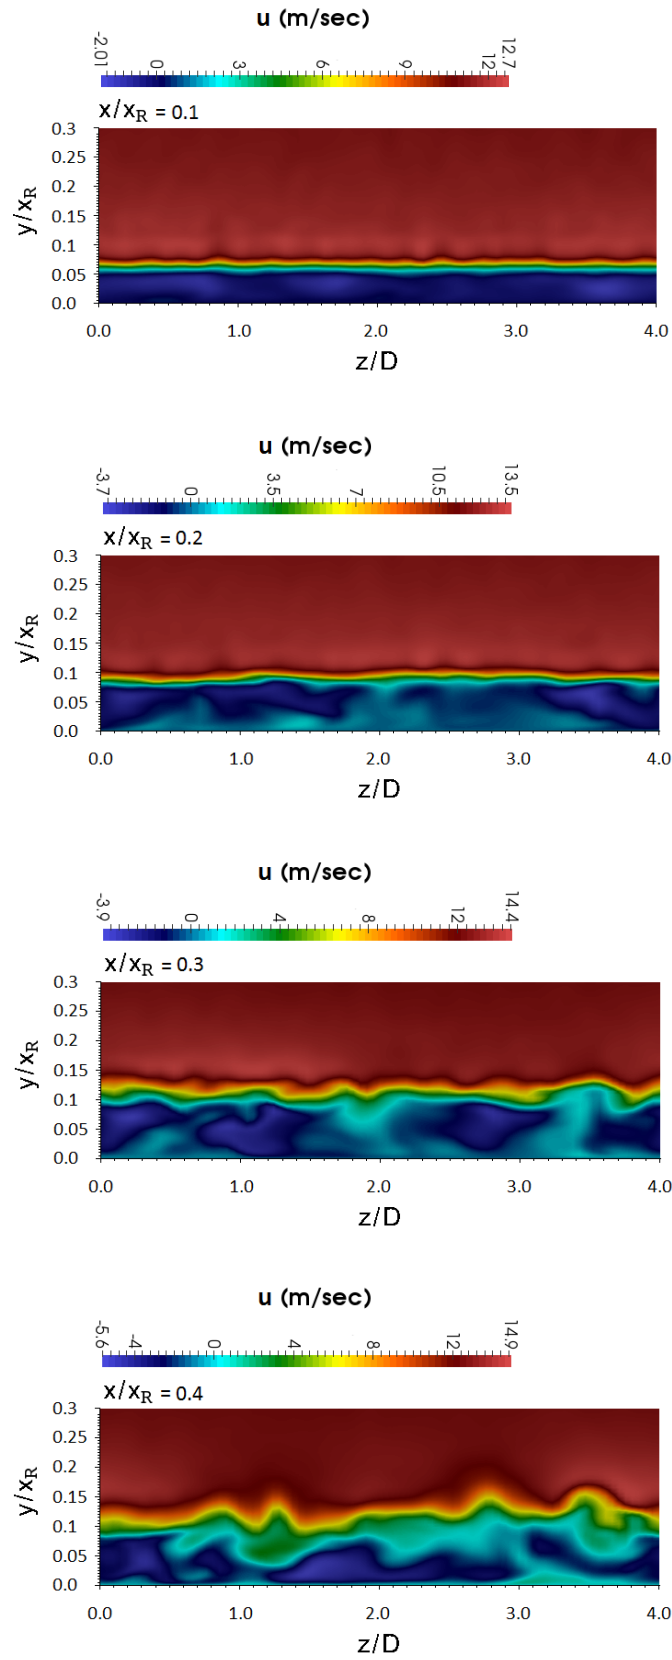 u (m/sec)
-2.01 0 3 6 9 12 12.7
x/xR = 0.1
0.3
0.25
0.2
0.15
0.1
0.05
0.0
y/xR
0.0 1.0 2.0 3.0 4.0
z/D
u (m/sec)
-3.7 0 3.5 7 10.5 13.5
x/xR = 0.2
0.3
0.25
0.2
0.15
0.1
0.05
0.0
y/xR
0.0 1.0 2.0 3.0 4.0
z/D
u (m/sec)
-3.9 0 4 8 12 14.4
x/xR = 0.3
0.3
0.25
0.2
0.15
0.1
0.05
0.0
y/xR
0.0 1.0 2.0 3.0 4.0
z/D
u (m/sec)
-5.6 -4 0 4 8 12 14.9
x/xR = 0.4
0.3
0.25
0.2
0.15
0.1
0.05
0.0
y/xR
0.0 1.0 2.0 3.0 4.0
z/D